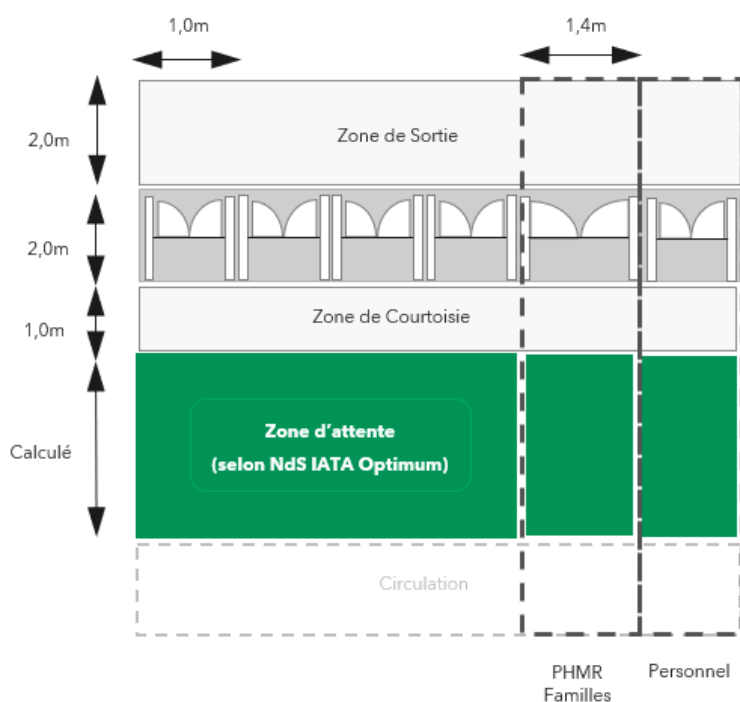 1,0m
1,4m
2,0m
Zone de Sortie
2,0m
Zone de Courtoisie
1,0m
Zone d'attente
(selon NdS IATA Optimum)
Calculé
Circulation
PHMR
Familles
Personnel